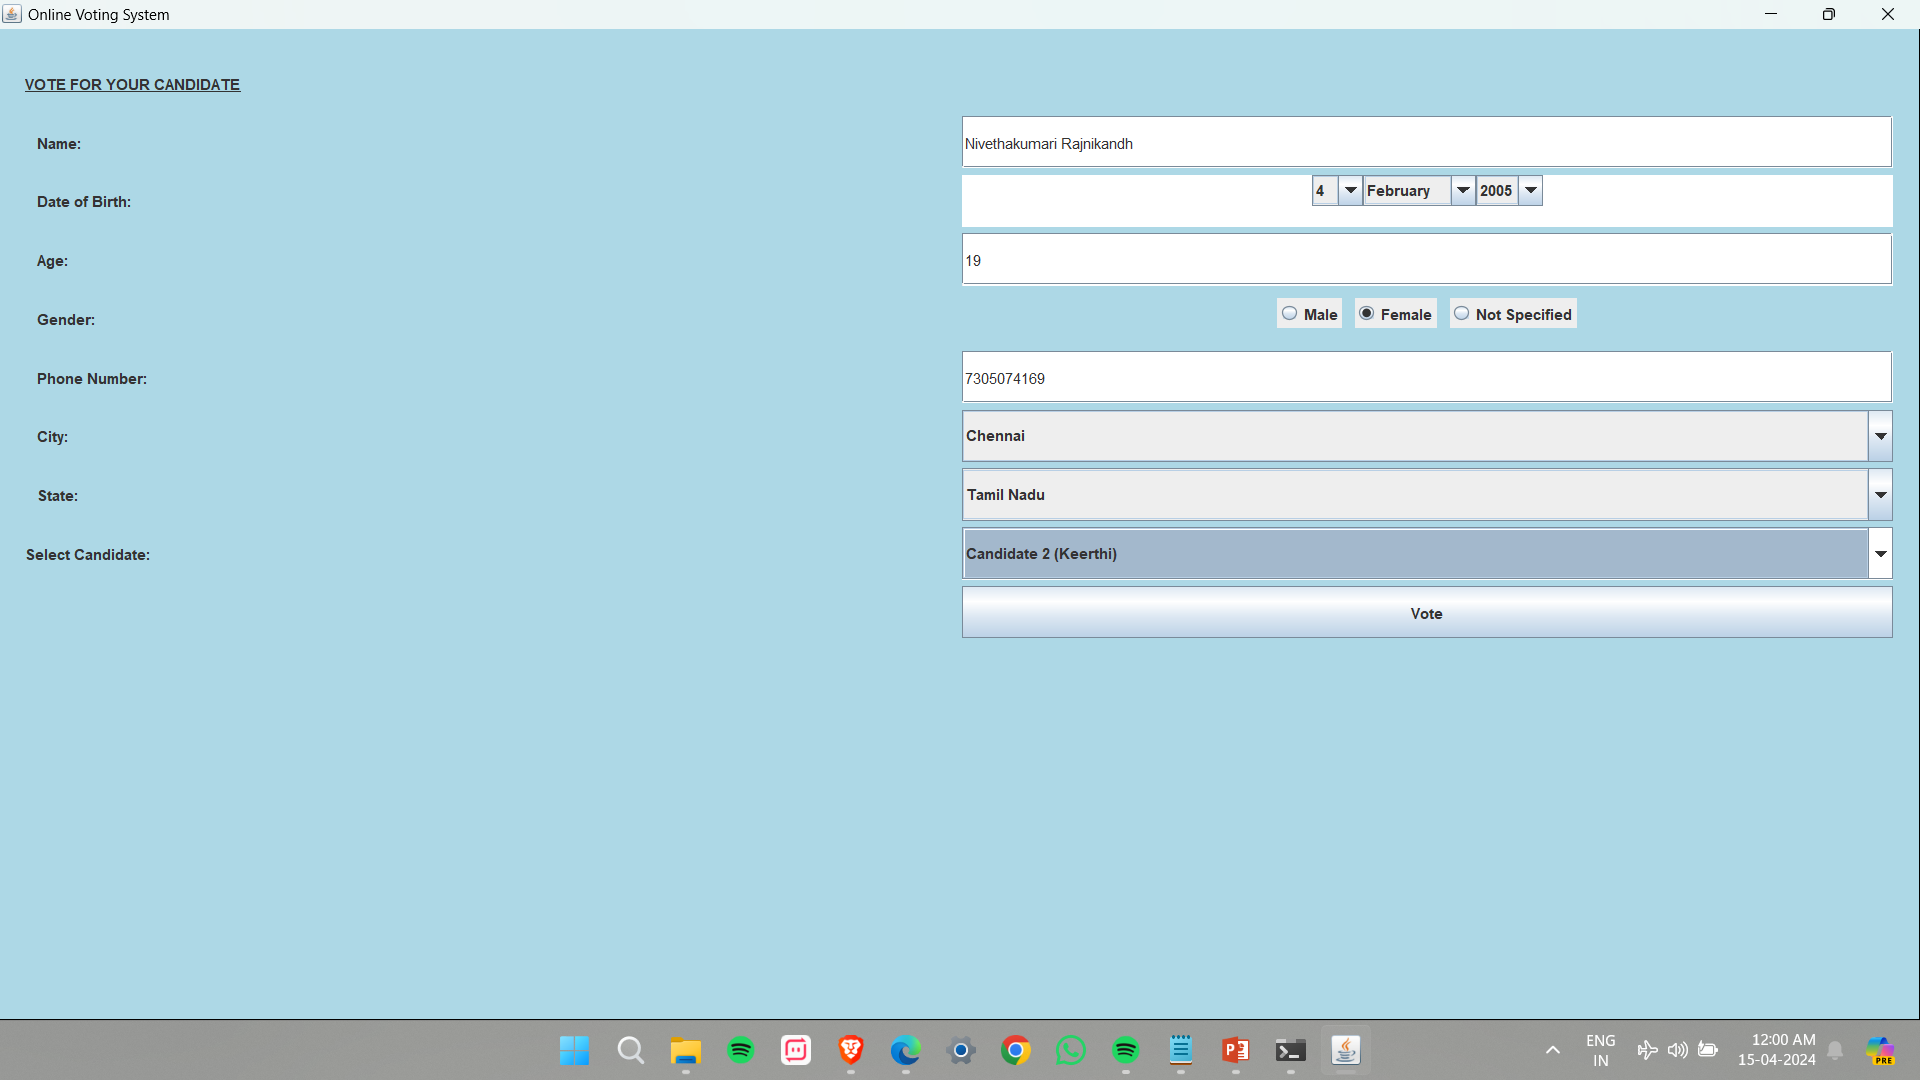 Online Voting System
VOTE FOR YOUR CANDIDATE
Name: Nivethakumari Rajnikandh
Date of Birth: 4 February 2005
Age: 19
Gender: Male Female Not Specified
Phone Number: 7305074169
City: Chennai
State: Tamil Nadu
Select Candidate: Candidate 2 (Keerthi)
Vote
ENG
IN
12:00 AM
15-04-2024
PRE